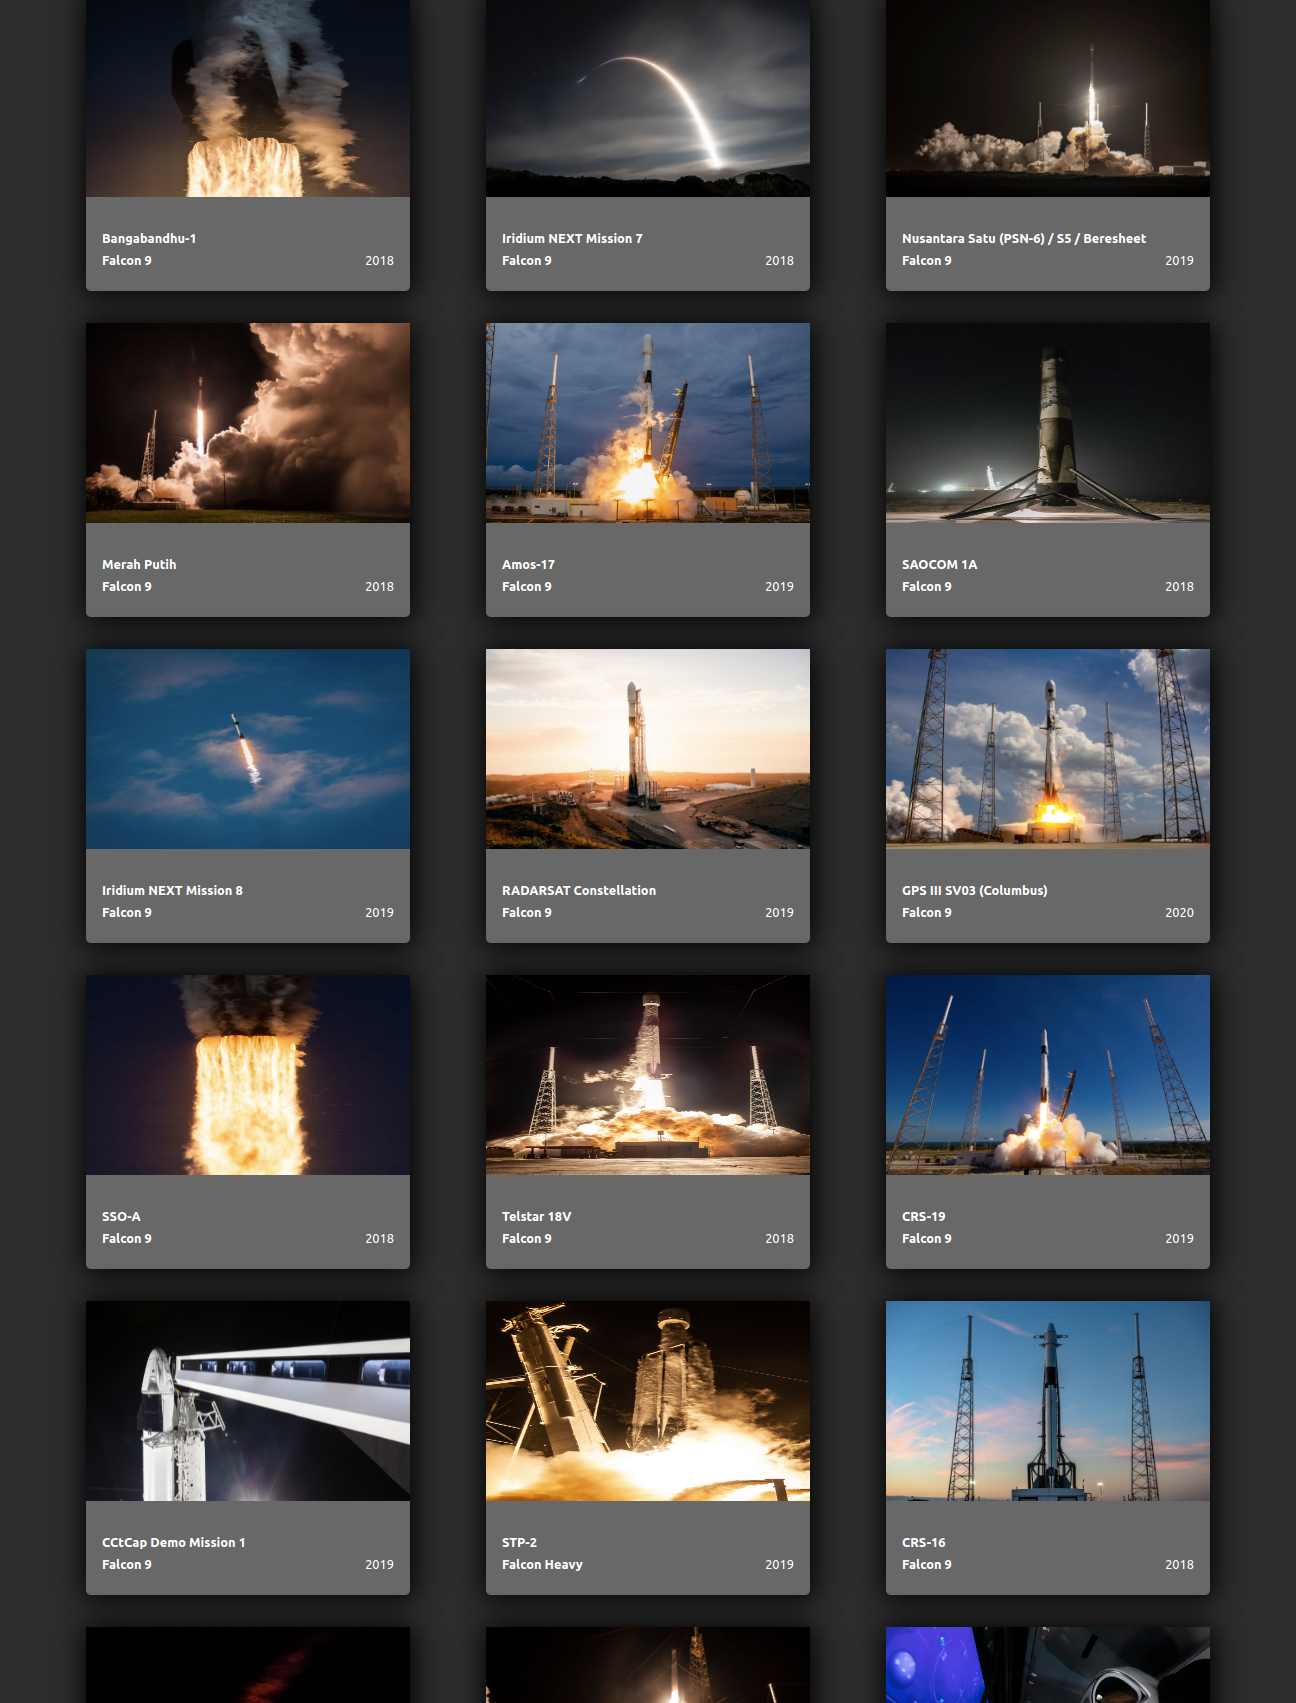 Bangabandhu-1
Falcon 9 2018
Iridium NEXT Mission 7
Falcon 9 2018
Nusantara Satu (PSN-6) / S5 / Beresheet
Falcon 9 2019
Merah Putih
Falcon 9 2018
Amos-17
Falcon 9 2019
SAOCOM 1A
Falcon 9 2018
Iridium NEXT Mission 8
Falcon 9 2019
RADARSAT Constellation
Falcon 9 2019
GPS III SV03 (Columbus)
Falcon 9 2020
SSO-A
Falcon 9 2018
Telstar 18V
Falcon 9 2018
CRS-19
Falcon 9 2019
CCtCap Demo Mission 1
Falcon 9 2019
STP-2
Falcon Heavy 2019
CRS-16
Falcon 9 2018